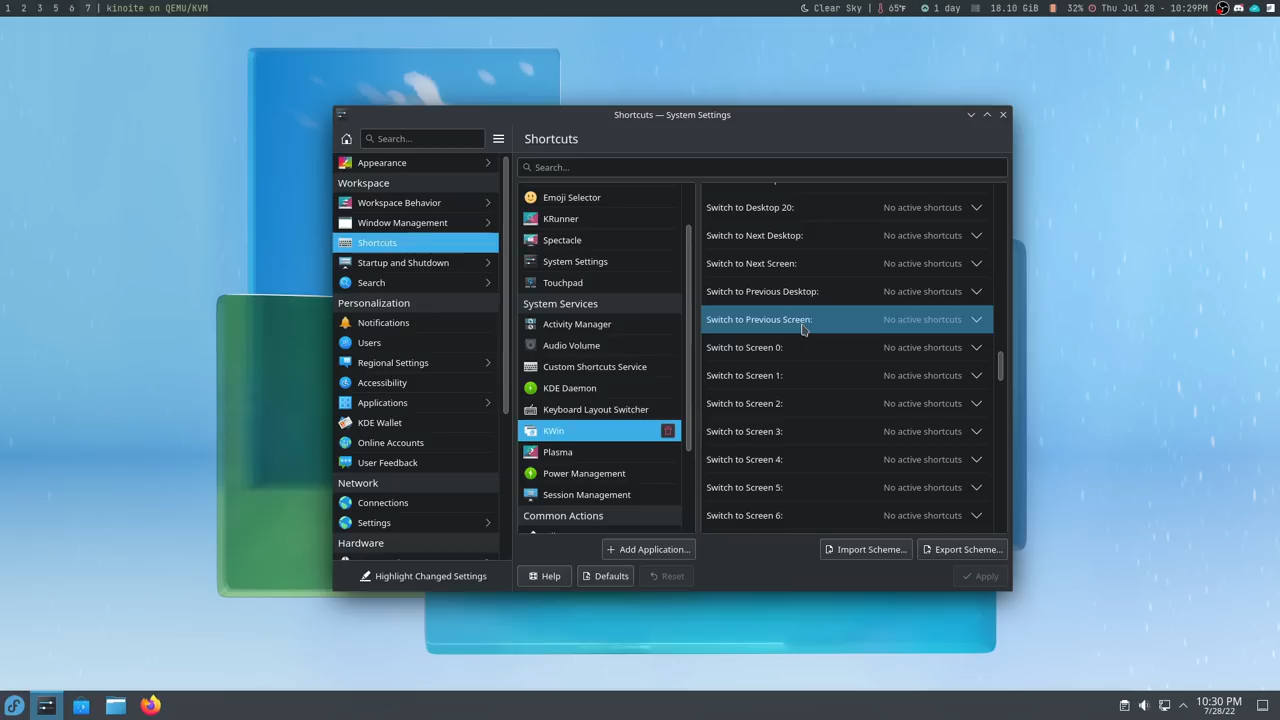 1 2 3 4 5 6 7 kinoite on QEMU/KVM
Clear Sky | 65°F 1 day 18.10 GiB 32% Thu Jul 28 - 10:29PM
Shortcuts — System Settings
Search...
Appearance
Workspace
Workspace Behavior
Window Management
Shortcuts
Startup and Shutdown
Search
Personalization
Notifications
Users
Regional Settings
Accessibility
Applications
KDE Wallet
Online Accounts
User Feedback
Network
Connections
Settings
Hardware
Highlight Changed Settings
Shortcuts
Search...
Emoji Selector
KRunner
Spectacle
System Settings
Touchpad
System Services
Activity Manager
Audio Volume
Custom Shortcuts Service
KDE Daemon
Keyboard Layout Switcher
KWin
Plasma
Power Management
Session Management
Common Actions
Switch to Desktop 20: No active shortcuts
Switch to Next Desktop: No active shortcuts
Switch to Next Screen: No active shortcuts
Switch to Previous Desktop: No active shortcuts
Switch to Previous Screen: No active shortcuts
Switch to Screen 0: No active shortcuts
Switch to Screen 1: No active shortcuts
Switch to Screen 2: No active shortcuts
Switch to Screen 3: No active shortcuts
Switch to Screen 4: No active shortcuts
Switch to Screen 5: No active shortcuts
Switch to Screen 6: No active shortcuts
Add Application... Import Scheme... Export Scheme...
Help Defaults Reset Apply
10:30 PM
7/28/22